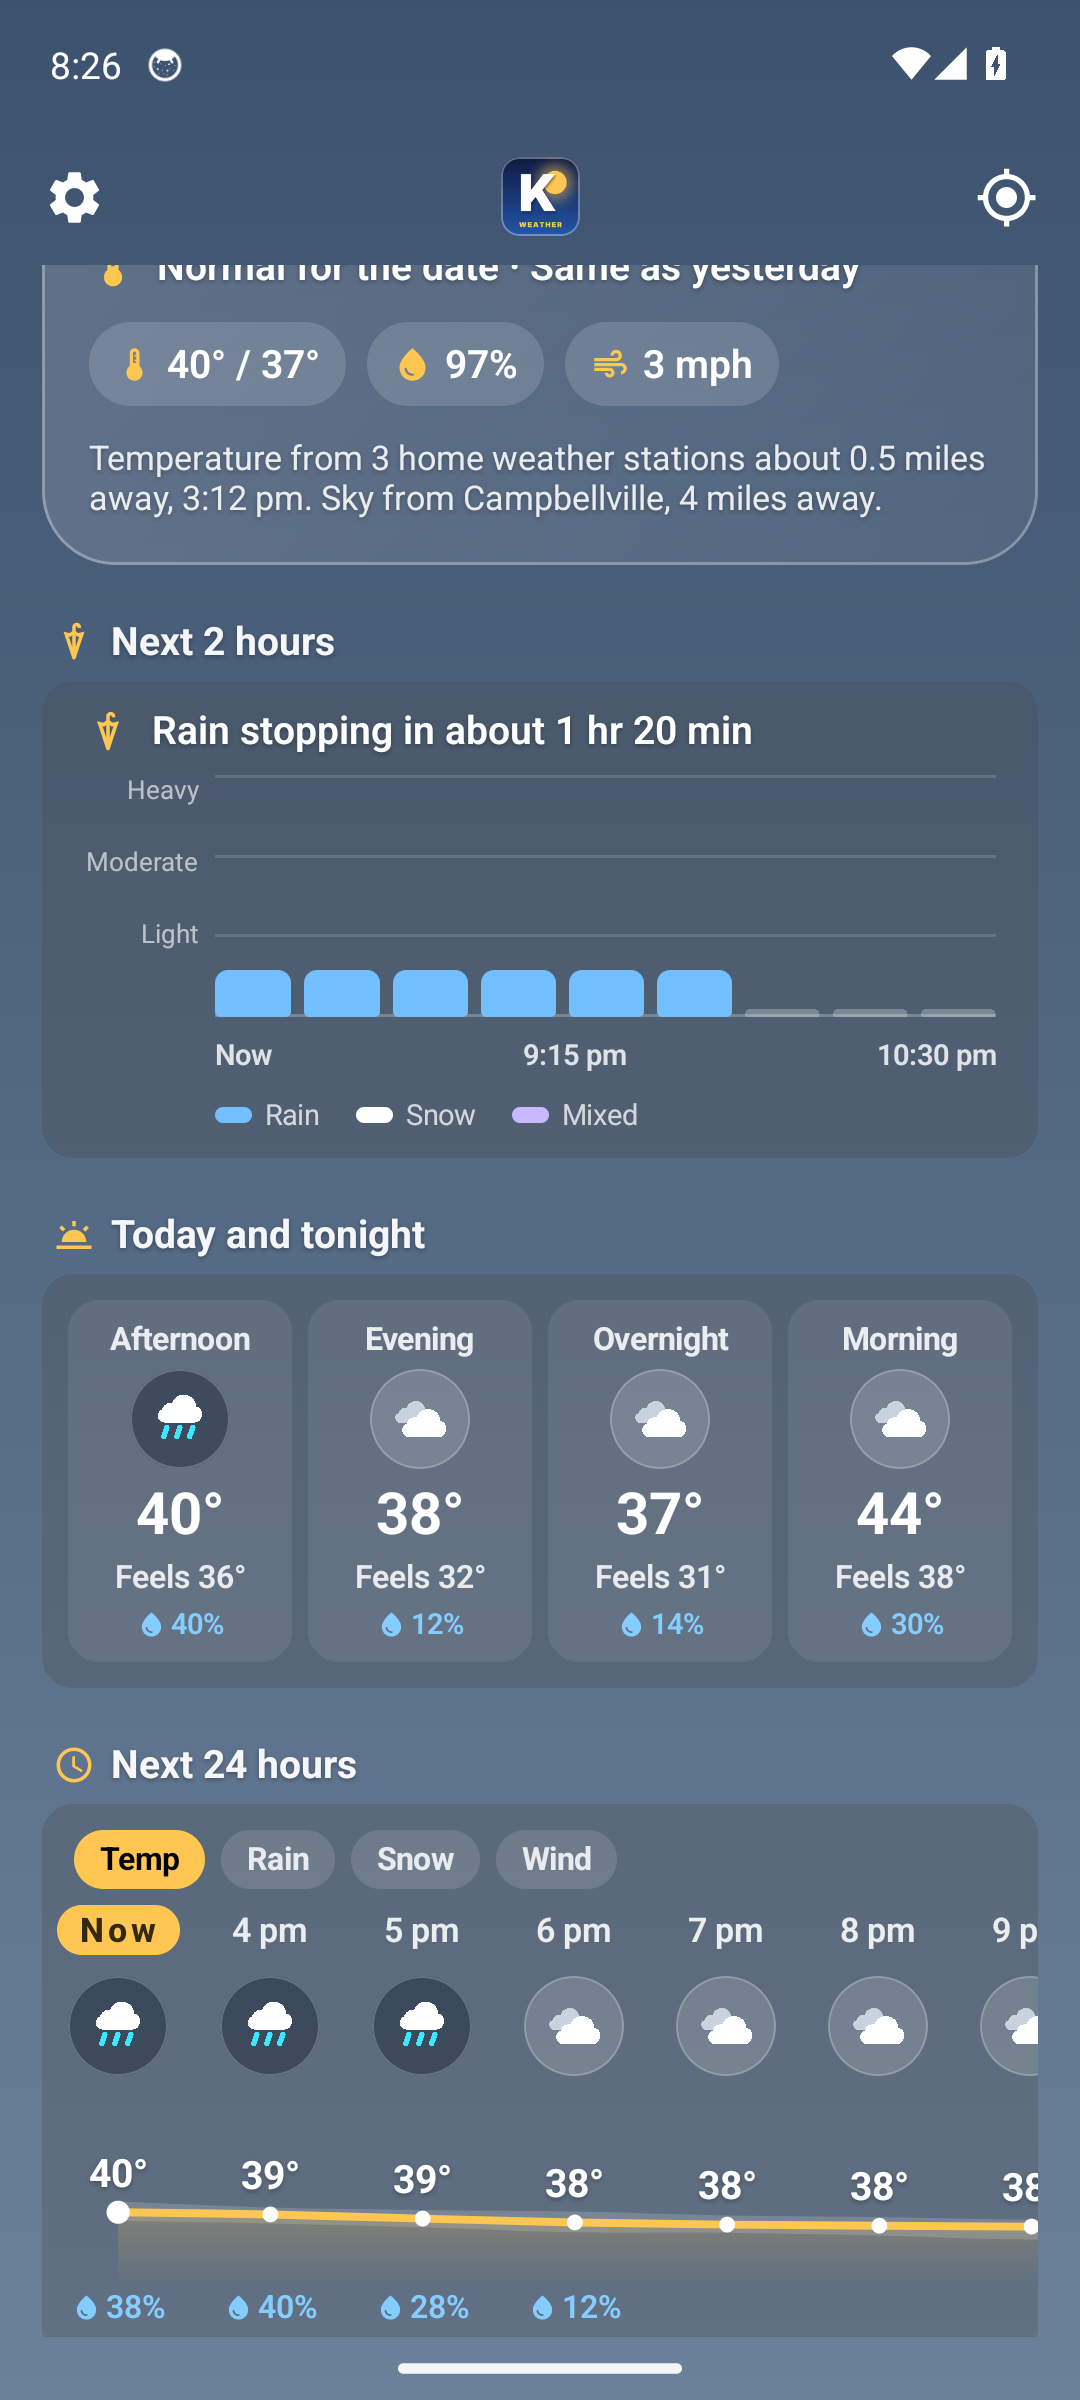 8:26
K
WEATHER
Normal for the date · Same as yesterday
40° / 37°
97%
3 mph
Temperature from 3 home weather stations about 0.5 miles
away, 3:12 pm. Sky from Campbellville, 4 miles away.
Next 2 hours
Rain stopping in about 1 hr 20 min
Heavy
Moderate
Light
Now 9:15 pm 10:30 pm
Rain Snow Mixed
Today and tonight
Afternoon Evening Overnight Morning
40° 38° 37° 44°
Feels 36° Feels 32° Feels 31° Feels 38°
40% 12% 14% 30%
Next 24 hours
Temp Rain Snow Wind
Now 4 pm 5 pm 6 pm 7 pm 8 pm 9 p
40° 39° 39° 38° 38° 38° 38
38% 40% 28% 12%